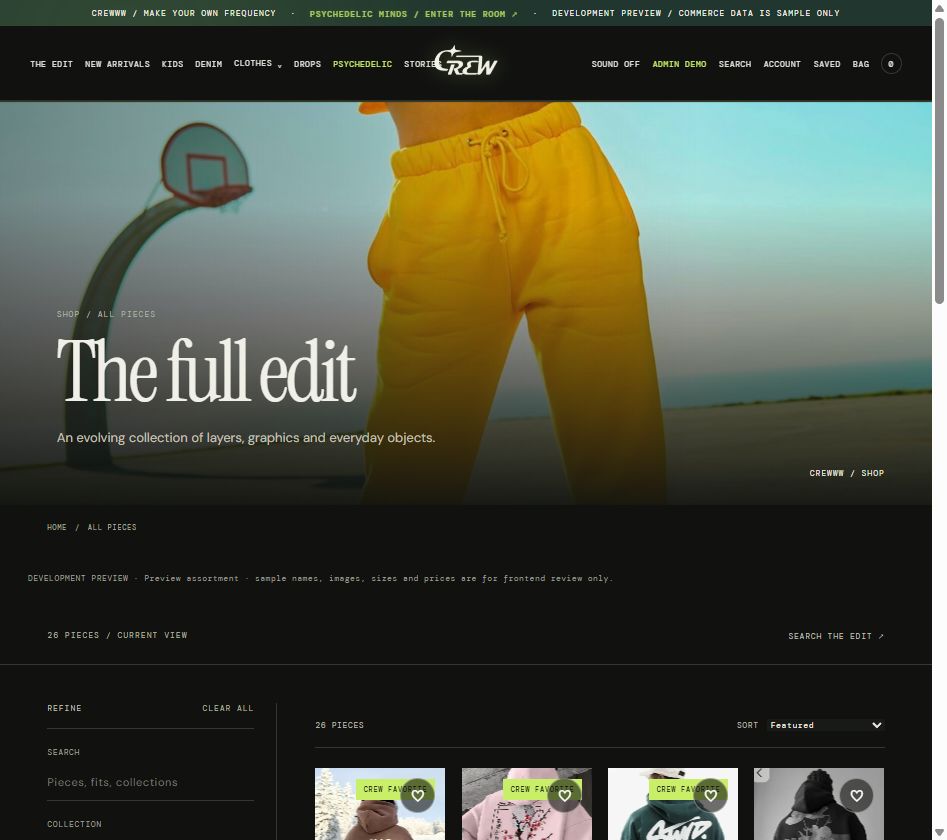 CREWWW / MAKE YOUR OWN FREQUENCY · PSYCHEDELIC MINDS / ENTER THE ROOM ↗ · DEVELOPMENT PREVIEW / COMMERCE DATA IS SAMPLE ONLY
THE EDIT NEW ARRIVALS KIDS DENIM CLOTHES ⌄ DROPS PSYCHEDELIC STORIES CREW SOUND OFF ADMIN DEMO SEARCH ACCOUNT SAVED BAG 0
SHOP / ALL PIECES
The full edit
An evolving collection of layers, graphics and everyday objects.
CREWWW / SHOP
HOME / ALL PIECES
DEVELOPMENT PREVIEW · Preview assortment · sample names, images, sizes and prices are for frontend review only.
26 PIECES / CURRENT VIEW
SEARCH THE EDIT ↗
REFINE CLEAR ALL
26 PIECES
SORT Featured
SEARCH
Pieces, fits, collections
COLLECTION
CREW FAVORITE
CREW FAVORITE
CREW FAVORITE